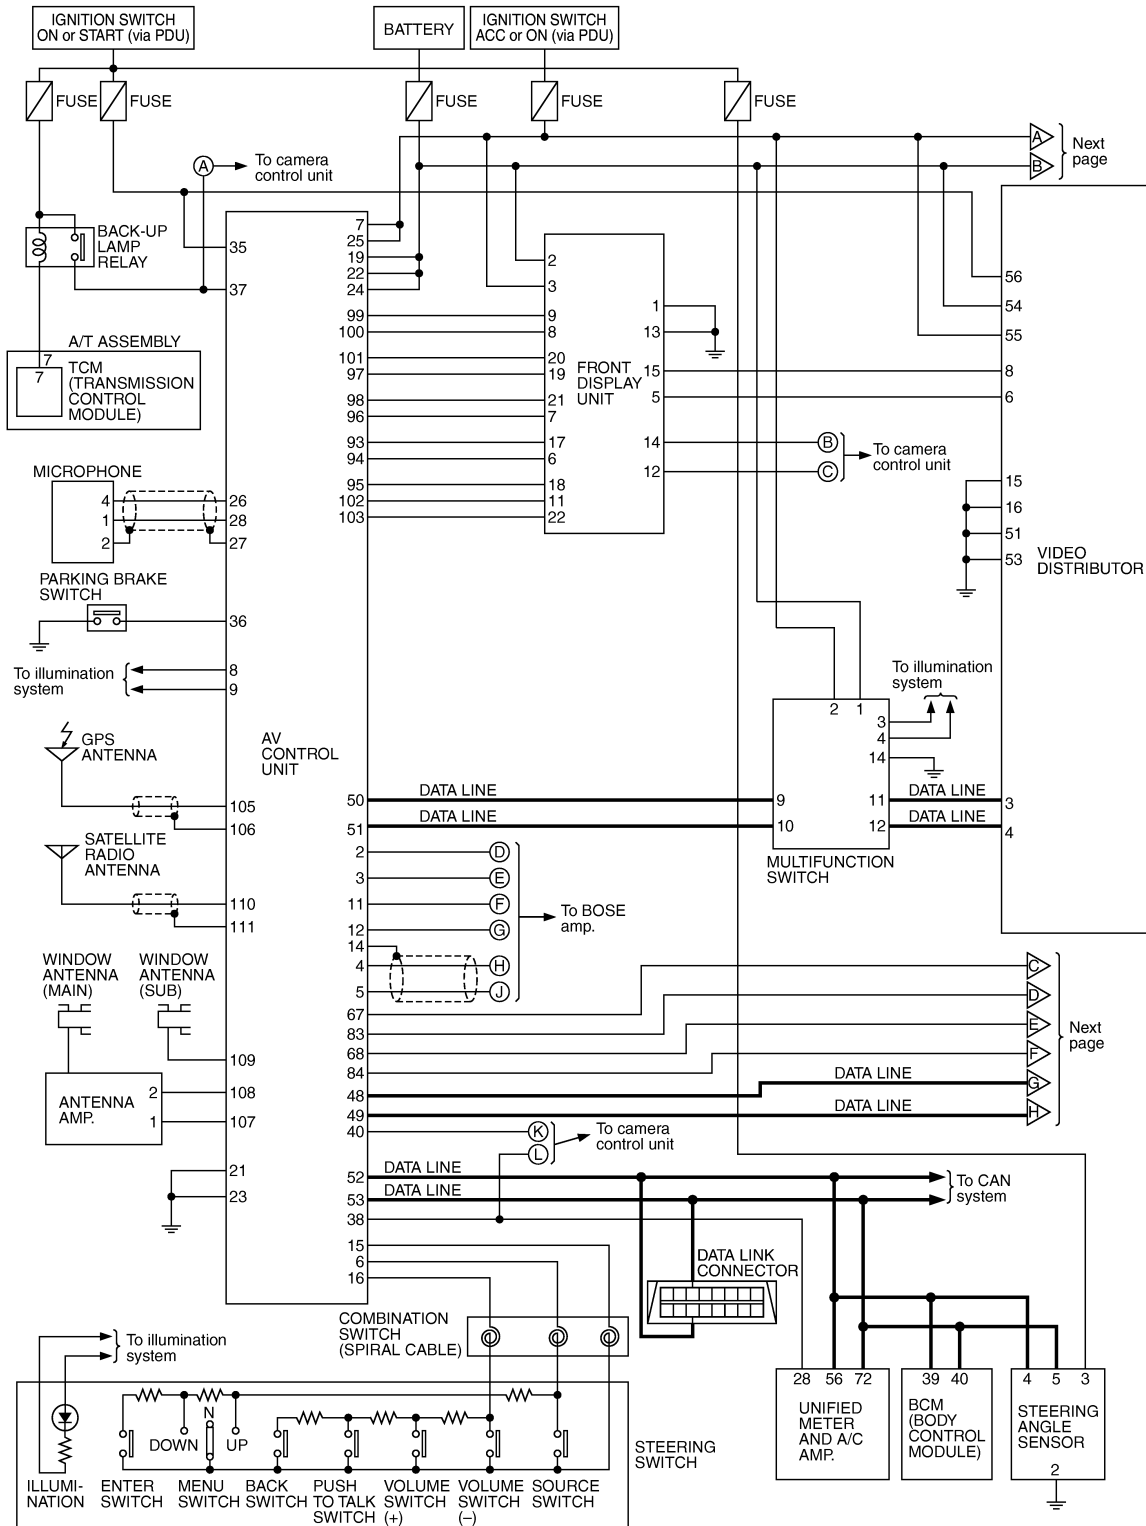 IGNITION SWITCH
ON or START (via PDU)
BATTERY
IGNITION SWITCH
ACC or ON (via PDU)
FUSE
FUSE
FUSE
FUSE
FUSE
A
To camera
control unit
A
B
Next
page
BACK-UP
LAMP
RELAY
35
37
7
25
19
22
24
99
100
101
97
98
96
93
94
95
102
103
2
3
9
8
20
19
21
7
17
6
18
11
22
FRONT
DISPLAY
UNIT
1
13
15
5
14
12
B
C
To camera
control unit
56
54
55
8
6
15
16
51
53
VIDEO
DISTRIBUTOR
A/T ASSEMBLY
7
7
TCM
(TRANSMISSION
CONTROL
MODULE)
MICROPHONE
4
1
2
26
28
27
PARKING BRAKE
SWITCH
36
To illumination
system
8
9
GPS
ANTENNA
105
106
SATELLITE
RADIO
ANTENNA
110
111
AV
CONTROL
UNIT
To illumination
system
2 1
3
4
14
50
DATA LINE
9
11
DATA LINE
3
51
DATA LINE
10
12
DATA LINE
4
MULTIFUNCTION
SWITCH
2
3
11
12
14
4
5
D
E
F
G
H
J
To BOSE
amp.
WINDOW
ANTENNA
(MAIN)
WINDOW
ANTENNA
(SUB)
109
ANTENNA
AMP.
2
1
108
107
21
23
67
83
68
84
48
49
40
C
D
E
F
G
H
Next
page
DATA LINE
DATA LINE
K
L
To camera
control unit
52
DATA LINE
53
DATA LINE
To CAN
system
38
15
6
16
DATA LINK
CONNECTOR
COMBINATION
SWITCH
(SPIRAL CABLE)
To illumination
system
28 56 72
UNIFIED
METER
AND A/C
AMP.
39 40
BCM
(BODY
CONTROL
MODULE)
4 5 3
STEERING
ANGLE
SENSOR
2
N
DOWN
UP
STEERING
SWITCH
ILLUMI-
NATION
ENTER
SWITCH
MENU
SWITCH
BACK
SWITCH
PUSH
TO TALK
SWITCH
VOLUME
SWITCH
(+)
VOLUME
SWITCH
(–)
SOURCE
SWITCH